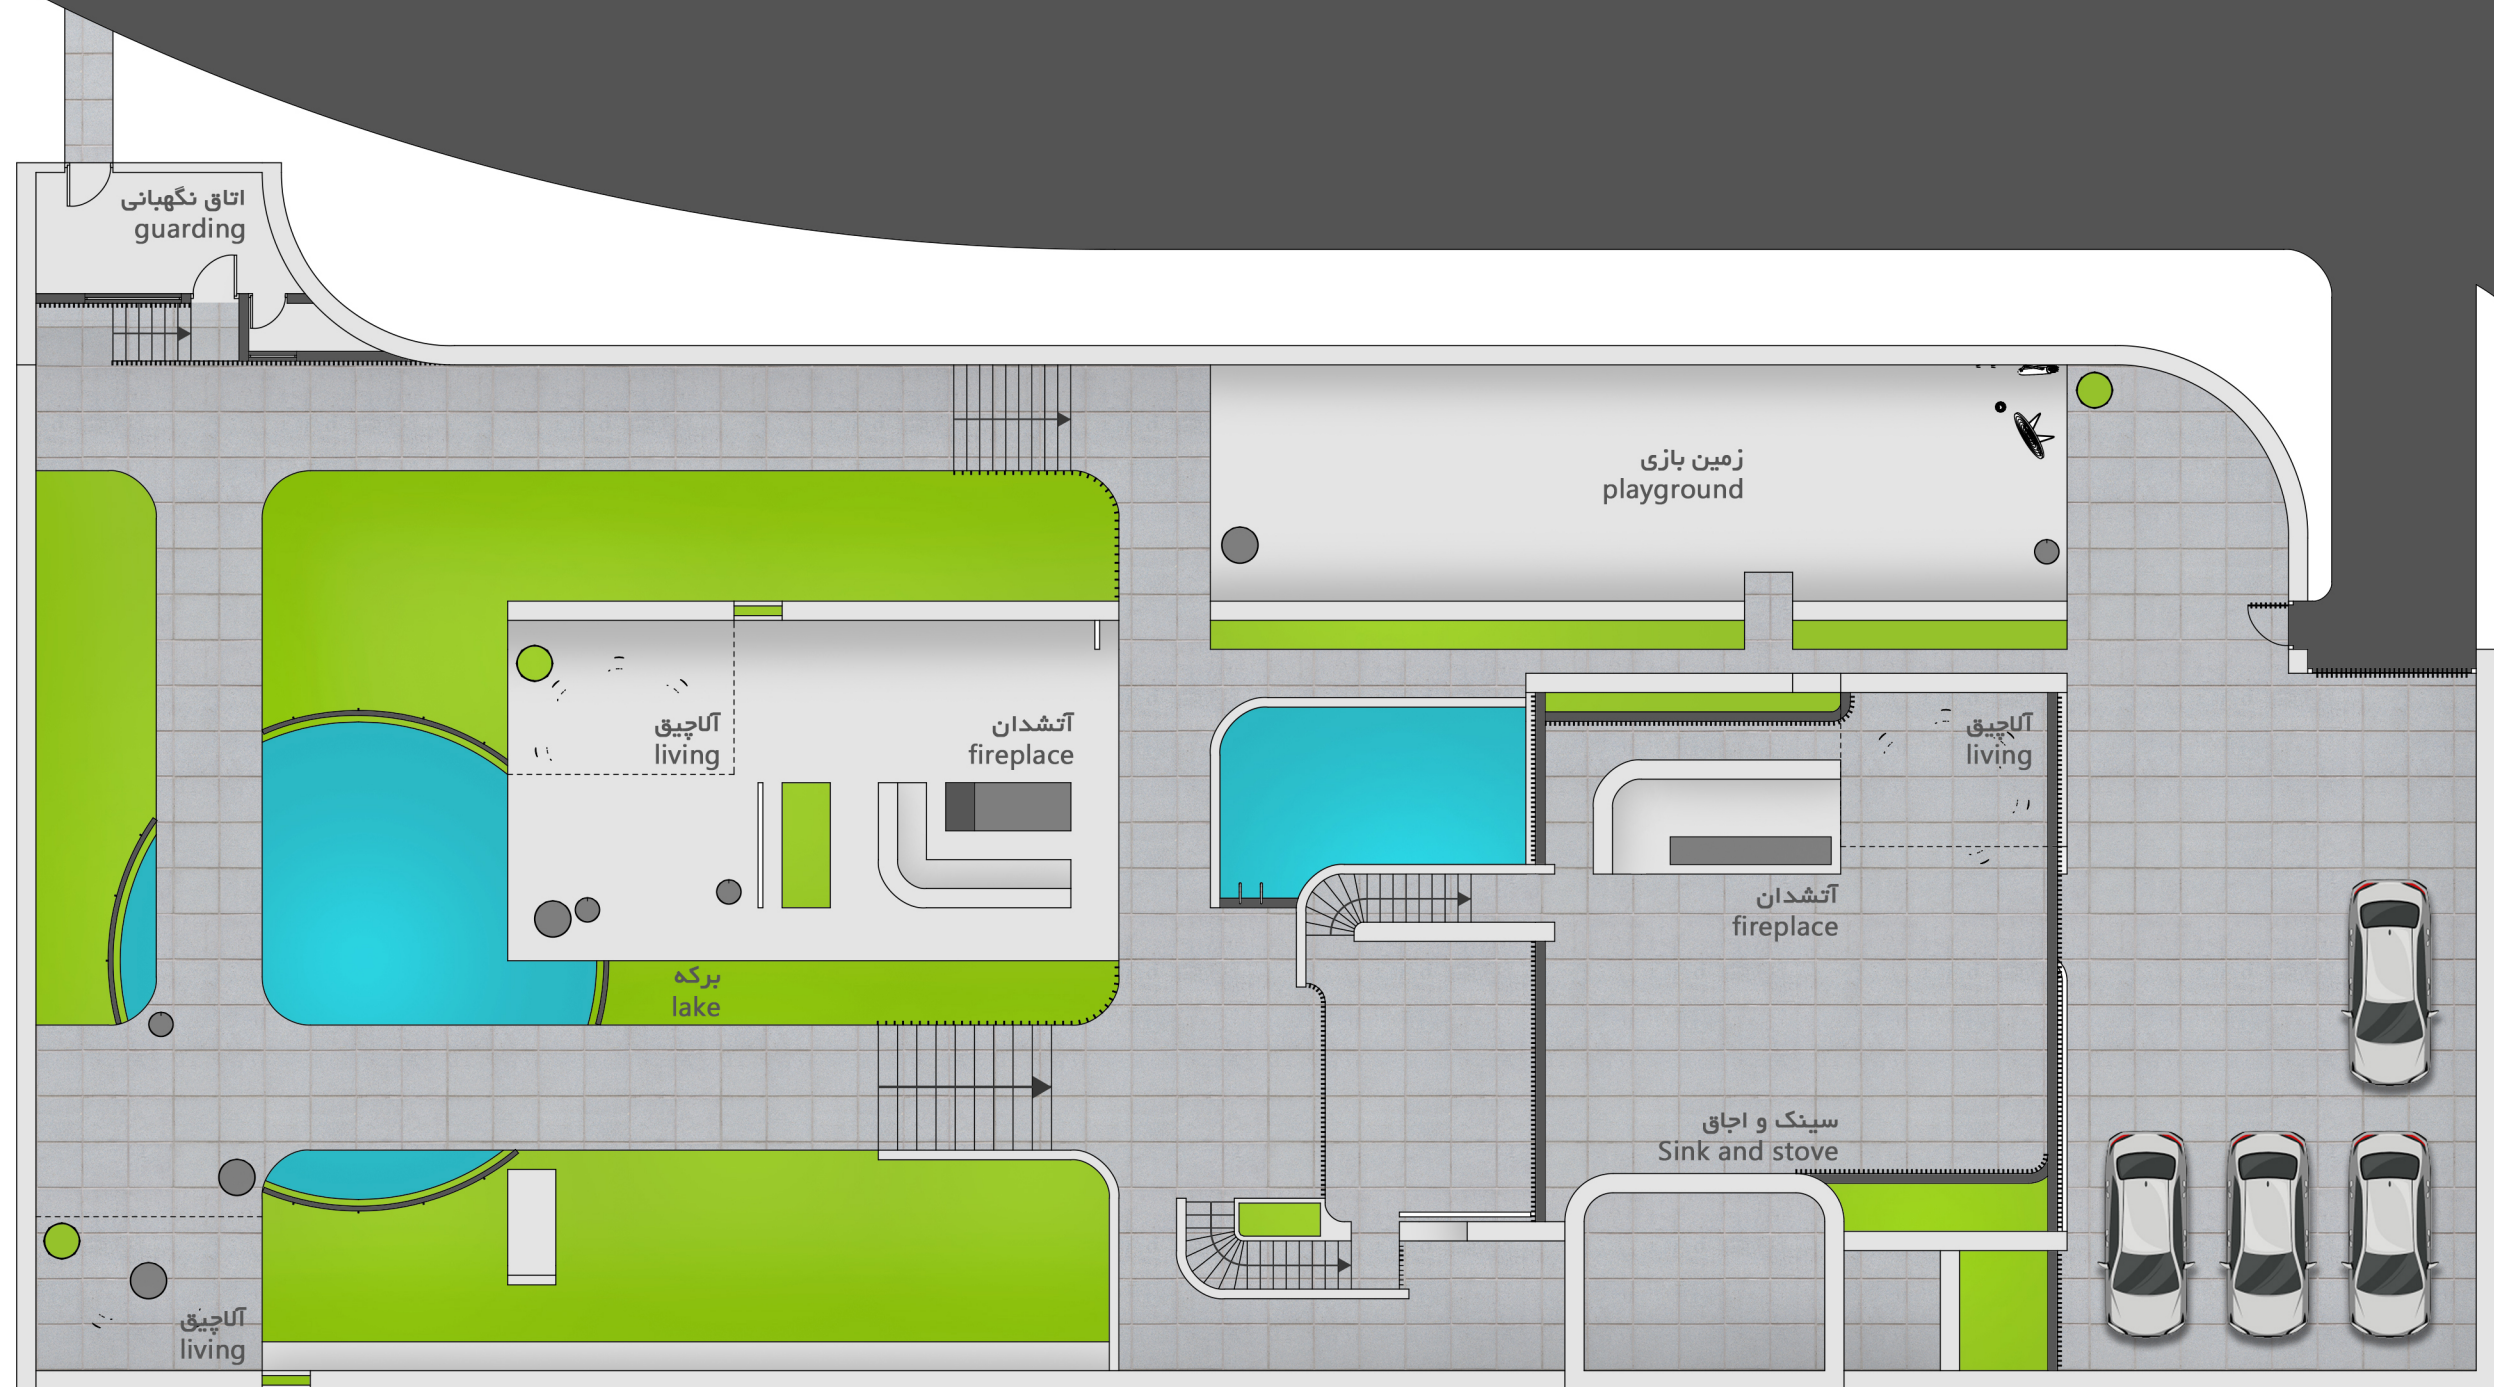 اتاق نگهبانی
guarding
زمین بازی
playground
آلاچیق
living
آتشدان
fireplace
آلاچیق
living
آتشدان
fireplace
برکه
lake
سینک و اجاق
Sink and stove
آلاچیق
living